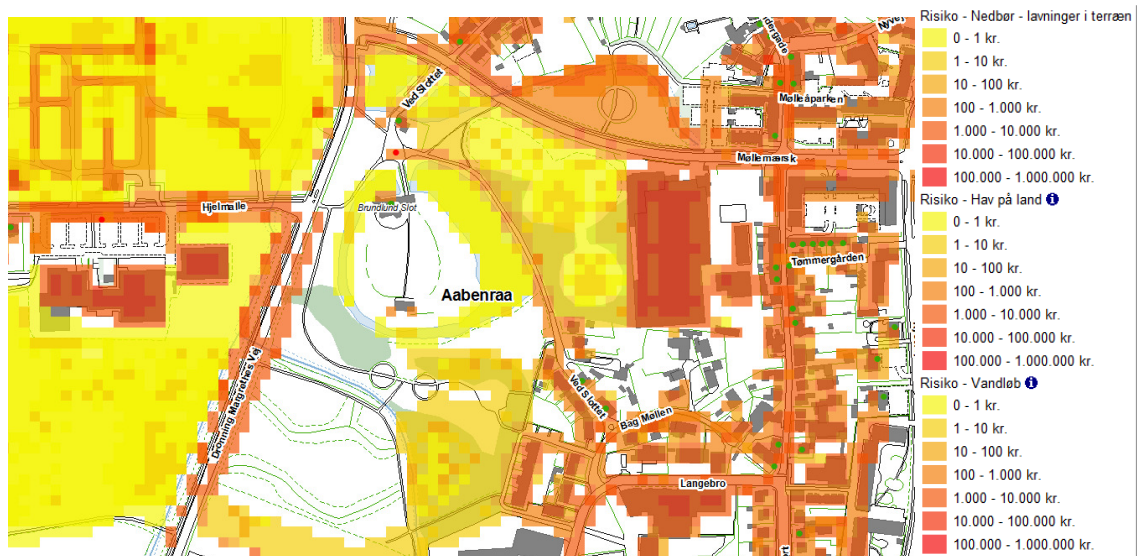 Risiko - Nedbør - lavninger i terræn
0 - 1 kr.
1 - 10 kr.
10 - 100 kr.
100 - 1.000 kr.
1.000 - 10.000 kr.
10.000 - 100.000 kr.
100.000 - 1.000.000 kr.
Risiko - Hav på land
0 - 1 kr.
1 - 10 kr.
10 - 100 kr.
100 - 1.000 kr.
1.000 - 10.000 kr.
10.000 - 100.000 kr.
100.000 - 1.000.000 kr.
Risiko - Vandløb
0 - 1 kr.
1 - 10 kr.
10 - 100 kr.
100 - 1.000 kr.
1.000 - 10.000 kr.
10.000 - 100.000 kr.
100.000 - 1.000.000 kr.
Ved Slottet
Mølleåparken
Møllemærsk
Hjelmalle
Brundlund Slot
Tømmergården
Aabenraa
Dronning Margrethes Vej
Ved Slottet
Bag Møllen
Langebro